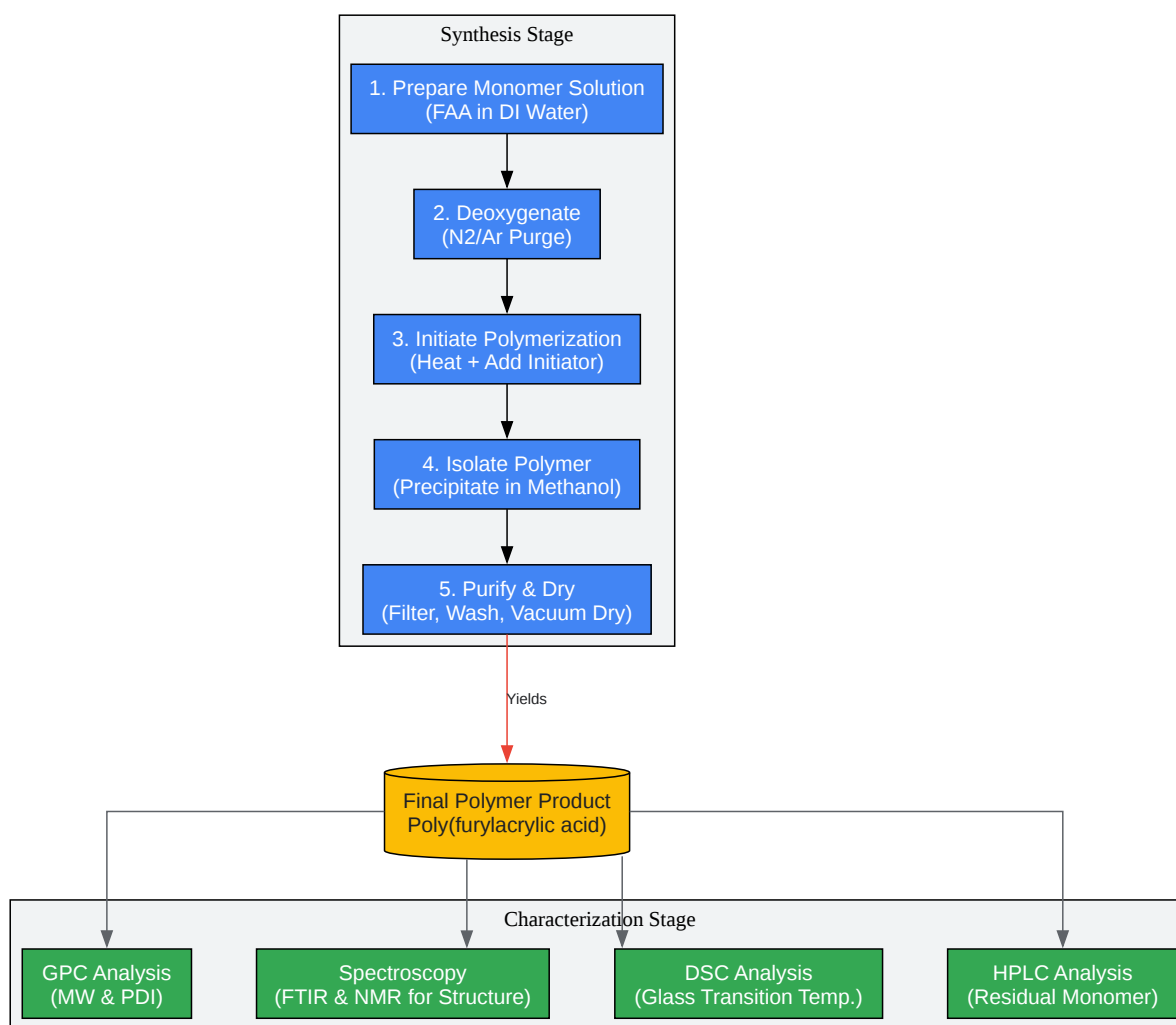 Synthesis Stage
1. Prepare Monomer Solution
(FAA in DI Water)
2. Deoxygenate
(N2/Ar Purge)
3. Initiate Polymerization
(Heat + Add Initiator)
4. Isolate Polymer
(Precipitate in Methanol)
5. Purify & Dry
(Filter, Wash, Vacuum Dry)
Yields
Final Polymer Product
Poly(furylacrylic acid)
Characterization Stage
GPC Analysis
(MW & PDI)
Spectroscopy
(FTIR & NMR for Structure)
DSC Analysis
(Glass Transition Temp.)
HPLC Analysis
(Residual Monomer)